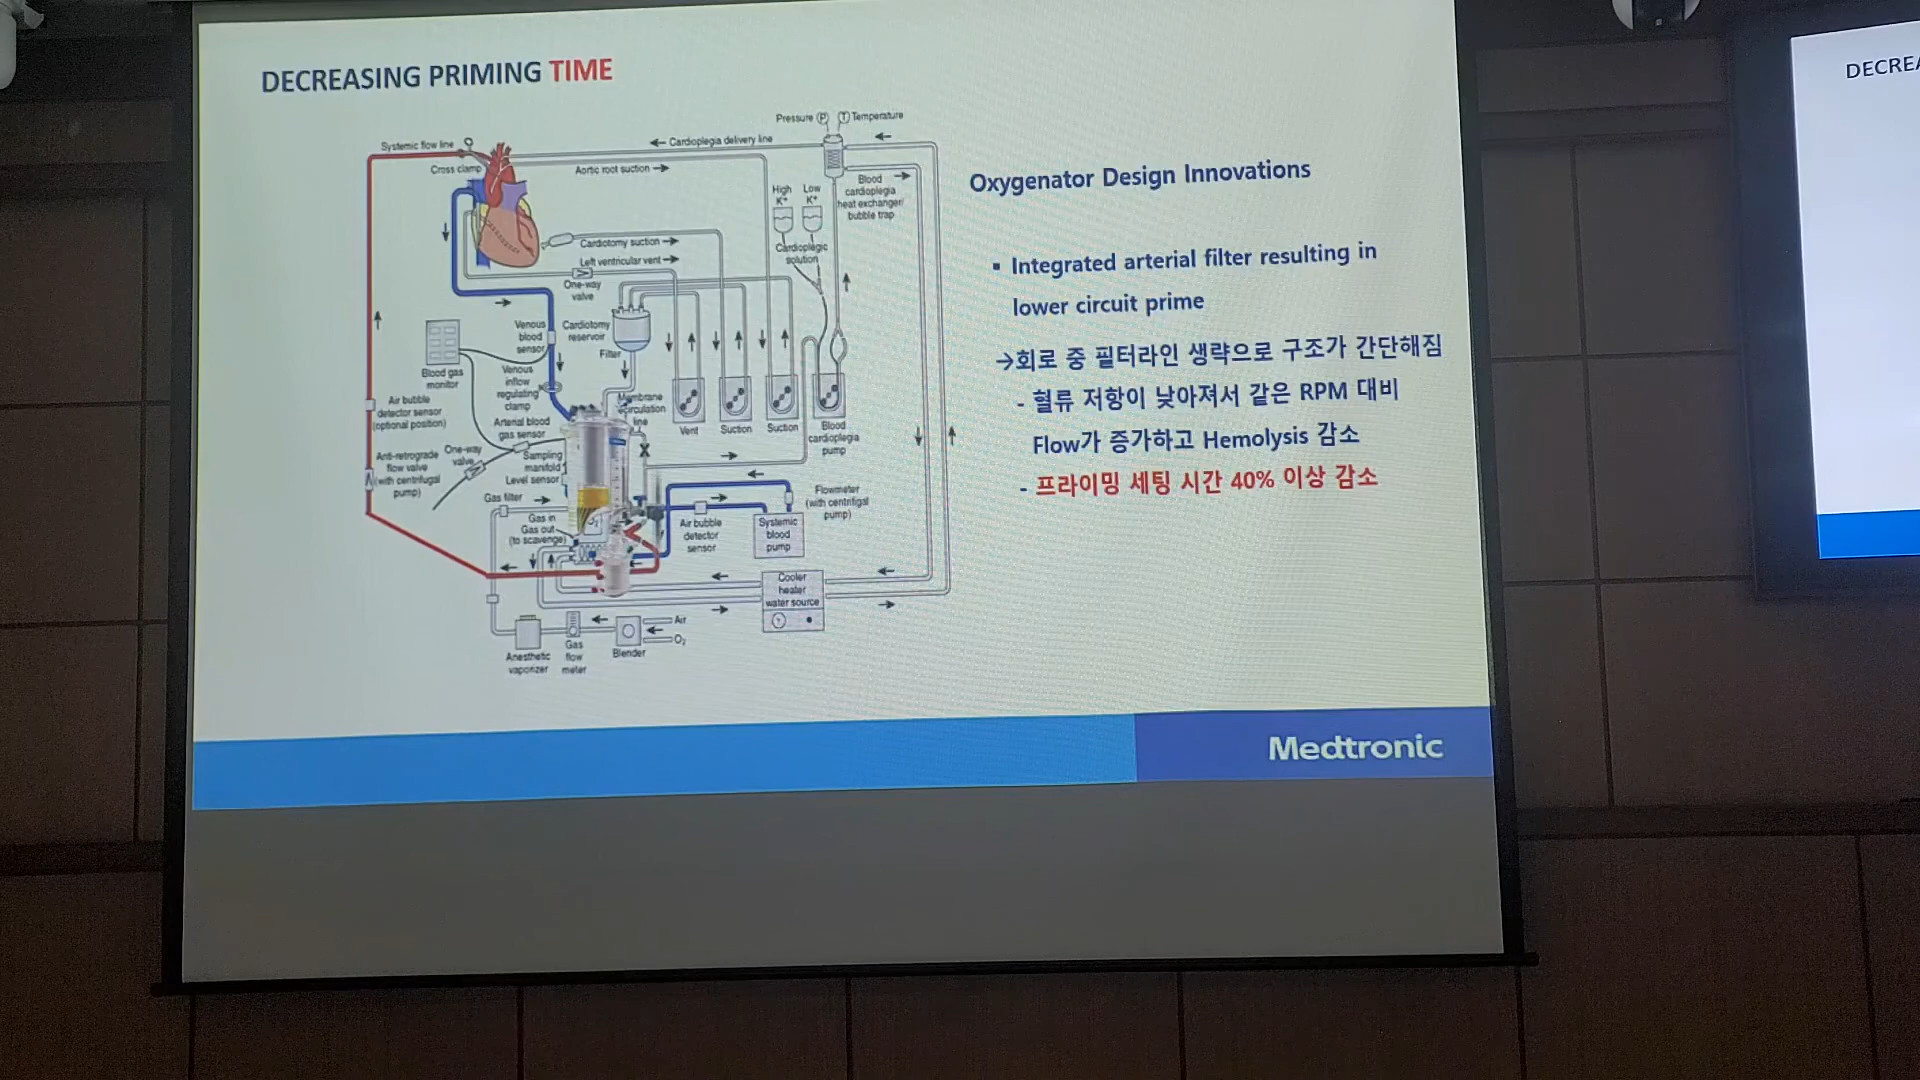 DECREASING PRIMING TIME
Pressure P T Temperature
Systemic flow line
Cardioplegia delivery line
Cross clamp
Aortic root suction
High K+
Low K+
Blood
cardioplegia
heat exchanger/
bubble trap
Cardiotomy suction
Cardioplegic
solution
Left ventricular vent
One-way
valve
Venous
blood
sensor
Cardiotomy
reservoir
Filter
Blood gas
monitor
Venous
inflow
regulating
clamp
Membrane
recirculation
line
Air bubble
detector sensor
(optional position)
Arterial blood
gas sensor
Vent
Suction
Suction
Blood
cardioplegia
pump
Anti-retrograde
flow valve
(with centrifugal
pump)
One-way
valve
Sampling
manifold
Level sensor
Gas filter
Gas in
Gas out
(to scavenge)
Air bubble
detector
sensor
Systemic
blood
pump
Flowmeter
(with centrifigal
pump)
Cooler
heater
water source
Air
O2
Anesthetic
vaporizer
Gas
flow
meter
Blender
Oxygenator Design Innovations
▪ Integrated arterial filter resulting in
lower circuit prime
→회로 중 필터라인 생략으로 구조가 간단해짐
- 혈류 저항이 낮아져서 같은 RPM 대비
Flow가 증가하고 Hemolysis 감소
- 프라이밍 세팅 시간 40% 이상 감소
Medtronic
DECREA